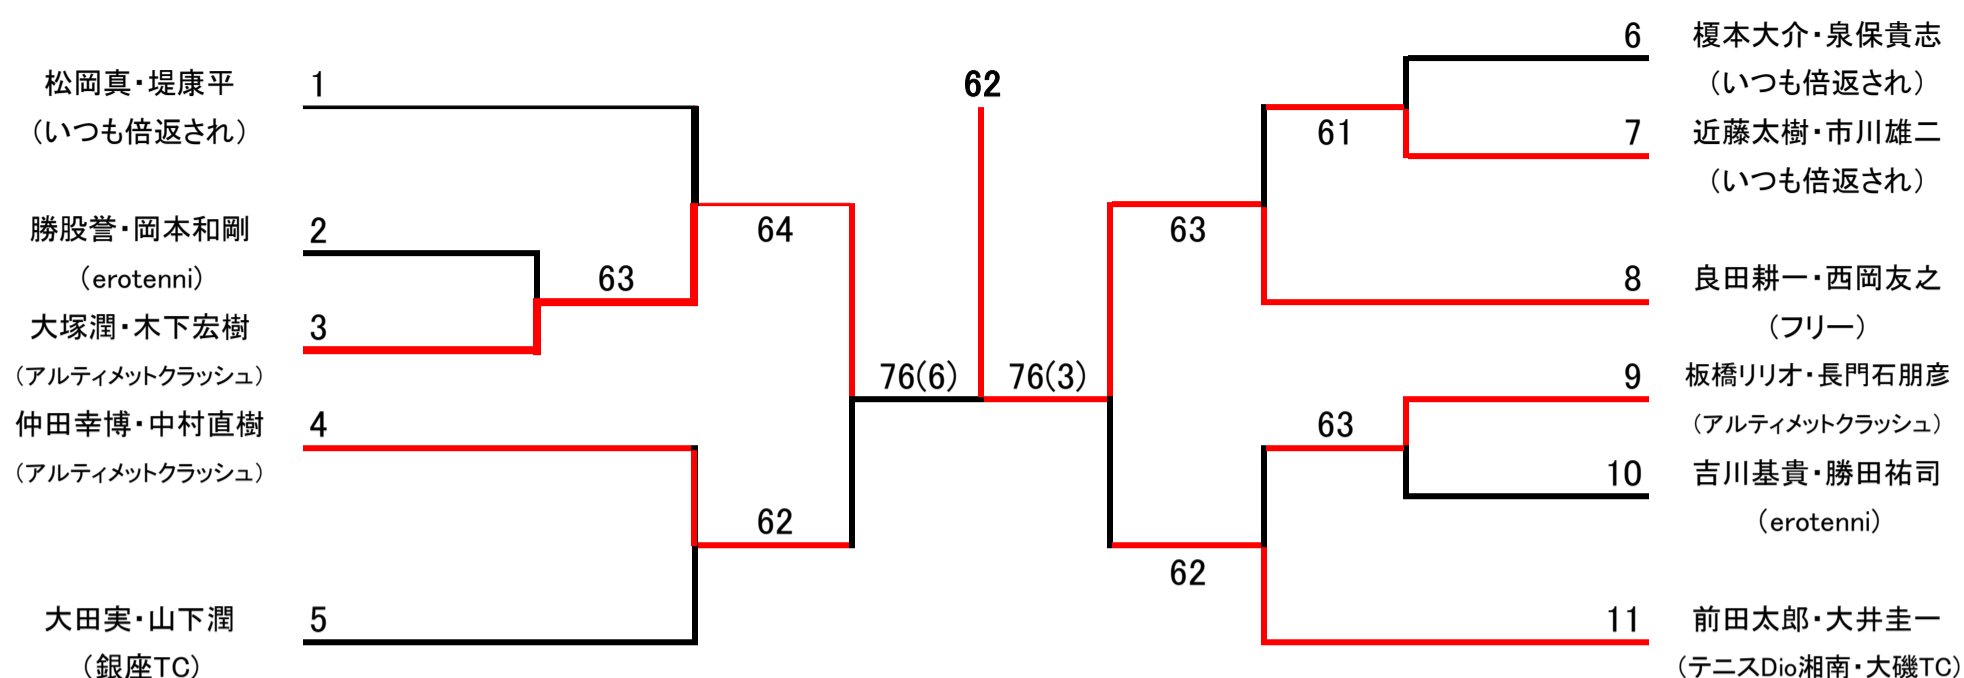 松岡真・堤康平
1
(いつも倍返され)
勝股誉・岡本和剛
2
(erotenni)
大塚潤・木下宏樹
3
(アルティメットクラッシュ)
仲田幸博・中村直樹
4
(アルティメットクラッシュ)
大田実・山下潤
5
(銀座TC)
63
64
62
76(6)
62
76(3)
61
63
63
62
6
榎本大介・泉保貴志
(いつも倍返され)
7
近藤太樹・市川雄二
(いつも倍返され)
8
良田耕一・西岡友之
(フリー)
9
板橋リリオ・長門石朋彦
(アルティメットクラッシュ)
10
吉川基貴・勝田祐司
(erotenni)
11
前田太郎・大井圭一
(テニスDio湘南・大磯TC)